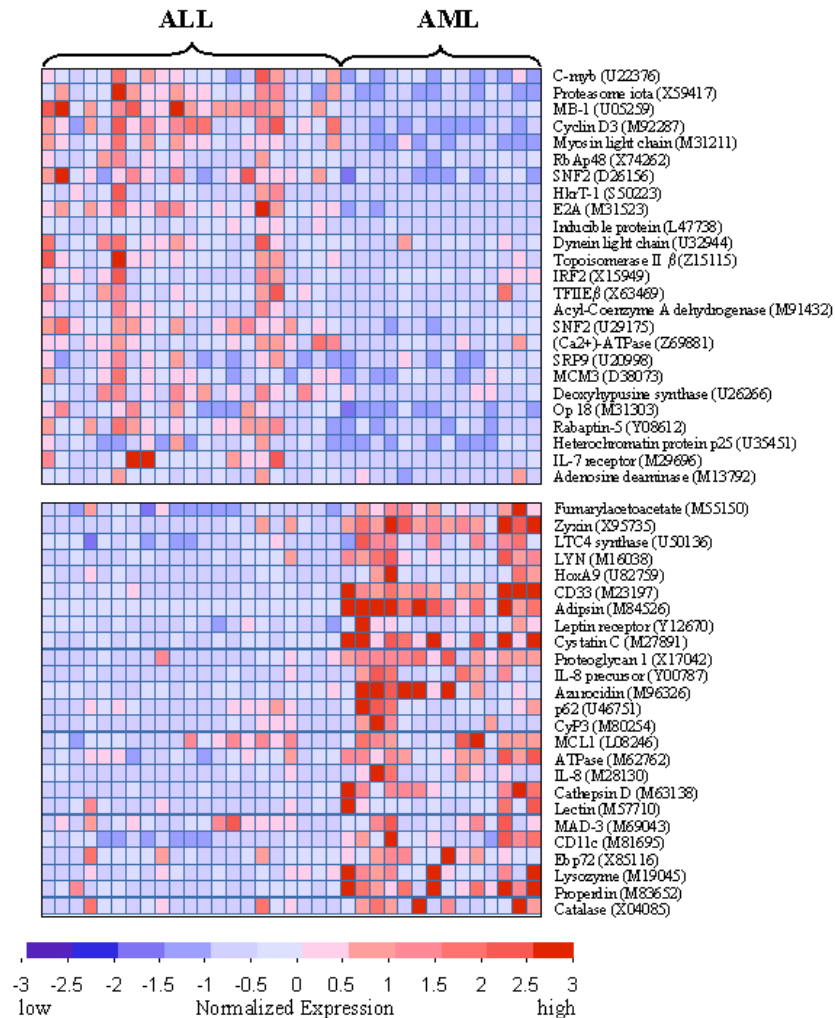 ALL AML
C-myb (U22376)
Proteasome iota (X59417)
MB-1 (U05259)
Cyclin D3 (M92287)
Myosin light chain (M31211)
RbAp48 (X74262)
SNF2 (D26156)
HkrT-1 (S50223)
E2A (M31523)
Inducible protein (L47738)
Dynein light chain (U32944)
Topoisomerase II β (Z15115)
IRF2 (X15949)
TFIIEβ (X63469)
Acyl-Coenzyme A dehydrogenase (M91432)
SNF2 (U29175)
(Ca2+)-ATPase (Z69881)
SRP9 (U20998)
MCM3 (D38073)
Deoxyhypusine synthase (U26266)
Op 18 (M31303)
Rabaptin-5 (Y08612)
Heterochromatin protein p25 (U35451)
IL-7 receptor (M29696)
Adenosine deaminase (M13792)
Fumarylacetoacetate (M55150)
Zyxin (X95735)
LTC4 synthase (U50136)
LYN (M16038)
HoxA9 (U82759)
CD33 (M23197)
Adipsin (M84526)
Leptin receptor (Y12670)
Cystatin C (M27891)
Proteoglycan 1 (X17042)
IL-8 precursor (Y00787)
Azurocidin (M96326)
p62 (U46751)
CyP3 (M80254)
MCL1 (L08246)
ATPase (M62762)
IL-8 (M28130)
Cathepsin D (M63138)
Lectin (M57710)
MAD-3 (M69043)
CD11c (M81695)
Ebp72 (X85116)
Lysozyme (M19045)
Properdin (M83652)
Catalase (X04085)
-3 -2.5 -2 -1.5 -1 -0.5 0 0.5 1 1.5 2 2.5 3
low Normalized Expression high